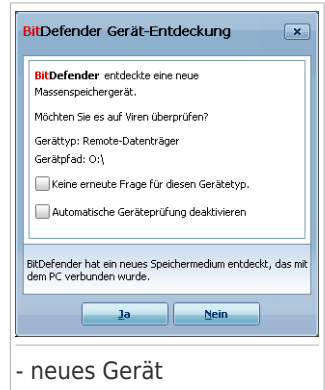 BitDefender Gerät-Entdeckung
BitDefender entdeckte eine neue
Massenspeichergerät.
Möchten Sie es auf Viren überprüfen?
Gerättyp: Remote-Datenträger
Gerätpfad: O:\
Keine erneute Frage für diesen Gerätetyp.
Automatische Geräteprüfung deaktivieren
BitDefender hat ein neues Speichermedium entdeckt, das mit
dem PC verbunden wurde.
Ja
Nein
- neues Gerät